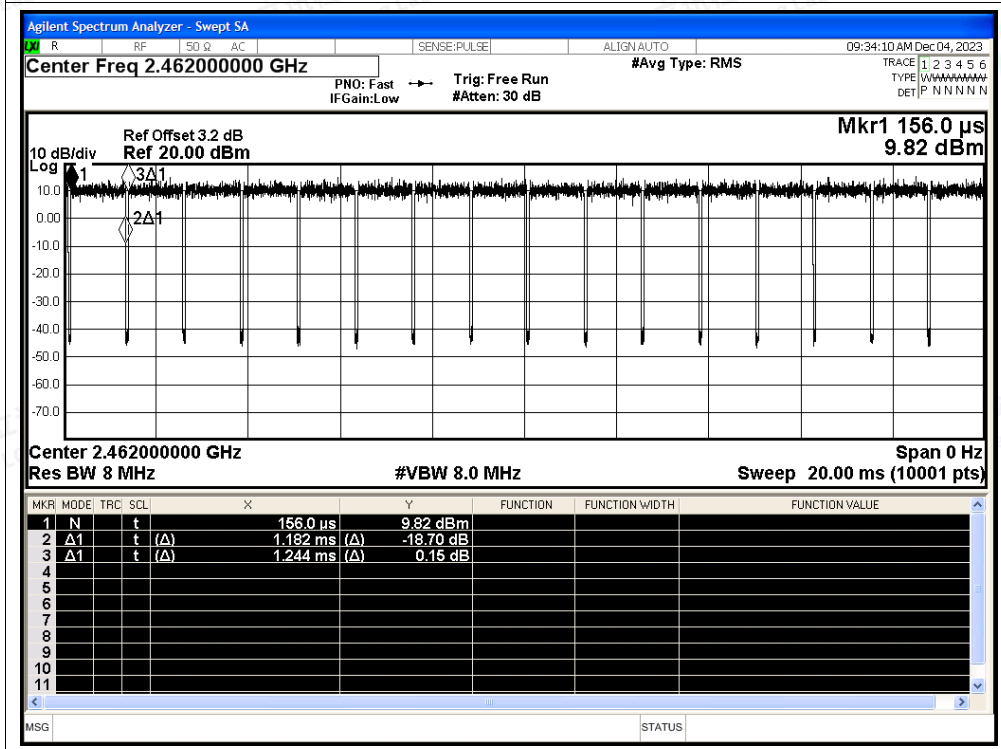 Agilent Spectrum Analyzer - Swept SA
LXI R RF 50 Ω AC SENSE:PULSE ALIGN AUTO 09:34:10 AM Dec 04, 2023
Center Freq 2.462000000 GHz #Avg Type: RMS TRACE 1 2 3 4 5 6
PNO: Fast Trig: Free Run TYPE
IFGain:Low #Atten: 30 dB DET P N N N N N
Mkr1 156.0 µs
9.82 dBm
Ref Offset 3.2 dB
10 dB/div Ref 20.00 dBm
Log
1 3Δ1
10.0
0.00 2Δ1
-10.0
-20.0
-30.0
-40.0
-50.0
-60.0
-70.0
Center 2.462000000 GHz Span 0 Hz
Res BW 8 MHz #VBW 8.0 MHz Sweep 20.00 ms (10001 pts)
MKR MODE TRC SCL X Y FUNCTION FUNCTION WIDTH FUNCTION VALUE
1 N t 156.0 µs 9.82 dBm
2 Δ1 t (Δ) 1.182 ms (Δ) -18.70 dB
3 Δ1 t (Δ) 1.244 ms (Δ) 0.15 dB
4
5
6
7
8
9
10
11
MSG STATUS